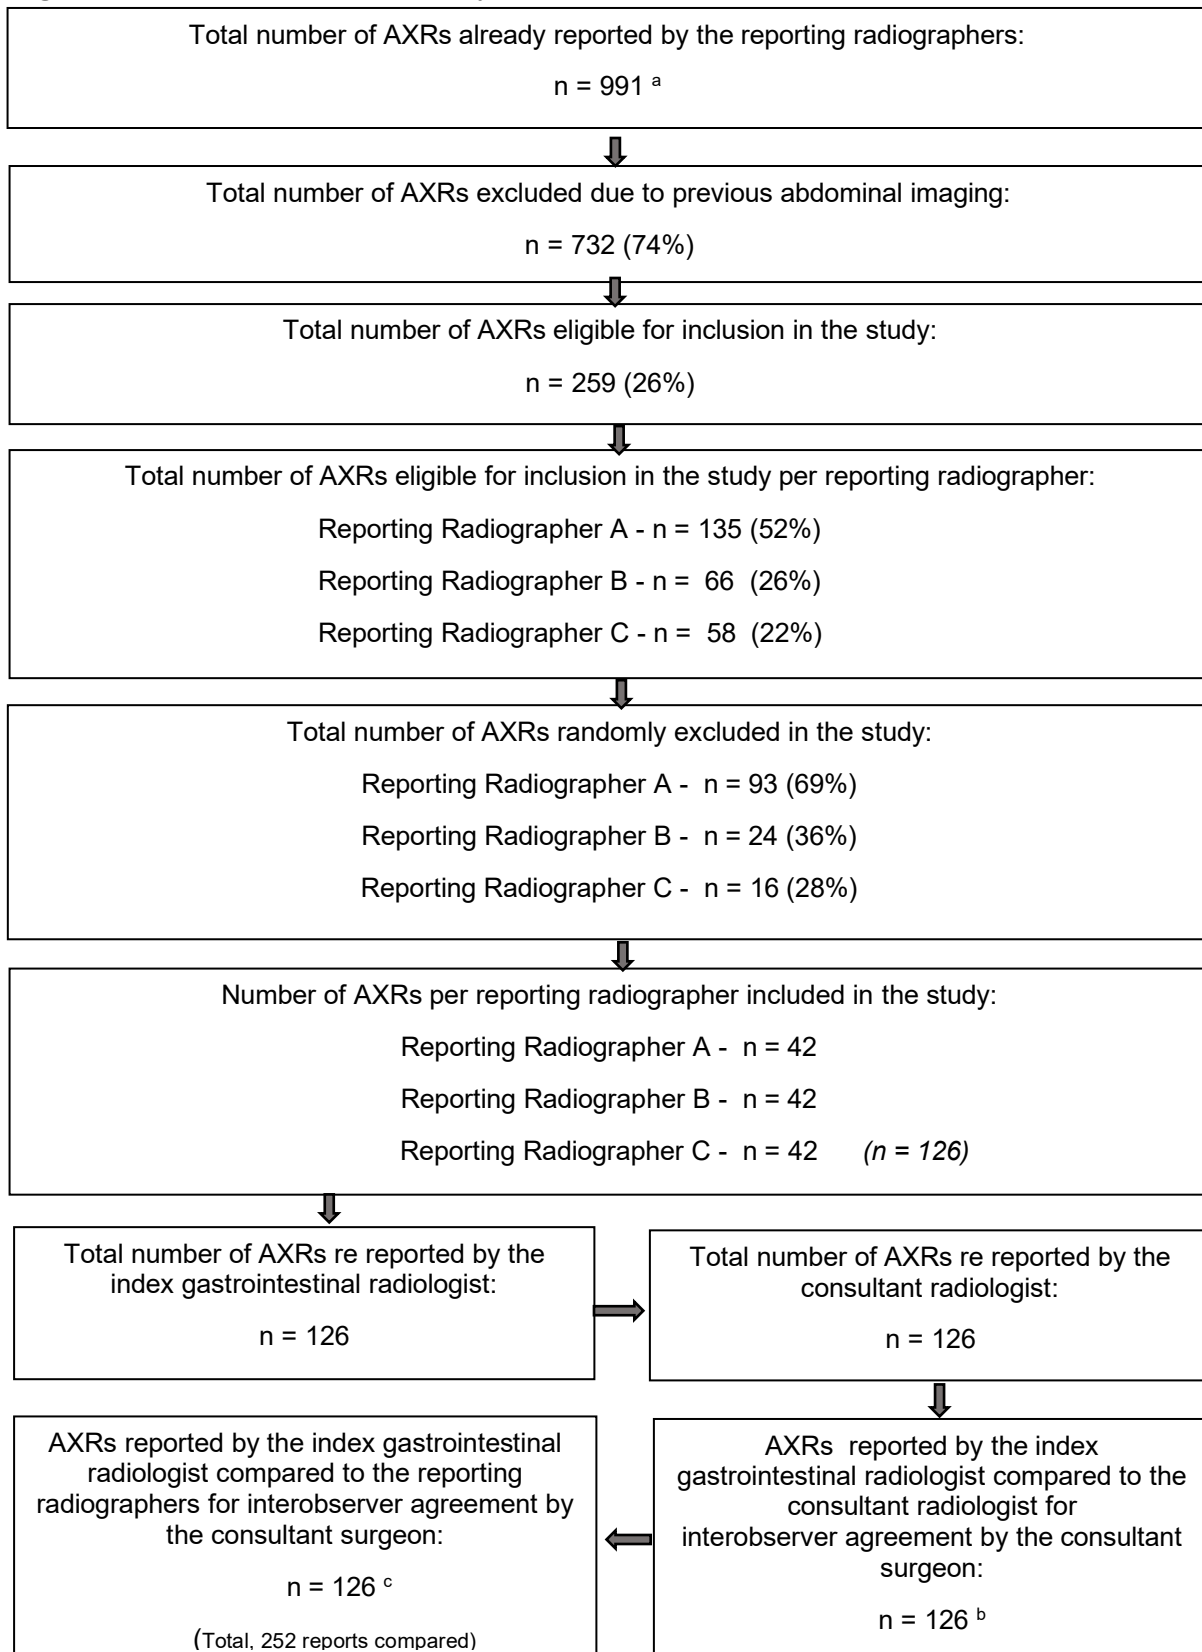 Total number of AXRs already reported by the reporting radiographers:
n = 991 ᵃ
Total number of AXRs excluded due to previous abdominal imaging:
n = 732 (74%)
Total number of AXRs eligible for inclusion in the study:
n = 259 (26%)
Total number of AXRs eligible for inclusion in the study per reporting radiographer:
Reporting Radiographer A - n = 135 (52%)
Reporting Radiographer B - n = 66 (26%)
Reporting Radiographer C - n = 58 (22%)
Total number of AXRs randomly excluded in the study:
Reporting Radiographer A - n = 93 (69%)
Reporting Radiographer B - n = 24 (36%)
Reporting Radiographer C - n = 16 (28%)
Number of AXRs per reporting radiographer included in the study:
Reporting Radiographer A - n = 42
Reporting Radiographer B - n = 42
Reporting Radiographer C - n = 42 (n = 126)
Total number of AXRs re reported by the
index gastrointestinal radiologist:
n = 126
Total number of AXRs re reported by the
consultant radiologist:
n = 126
AXRs reported by the index gastrointestinal
radiologist compared to the reporting
radiographers for interobserver agreement by
the consultant surgeon:
n = 126 ᶜ
(Total, 252 reports compared)
AXRs reported by the index
gastrointestinal radiologist compared to the
consultant radiologist for
interobserver agreement by the consultant
surgeon:
n = 126 ᵇ